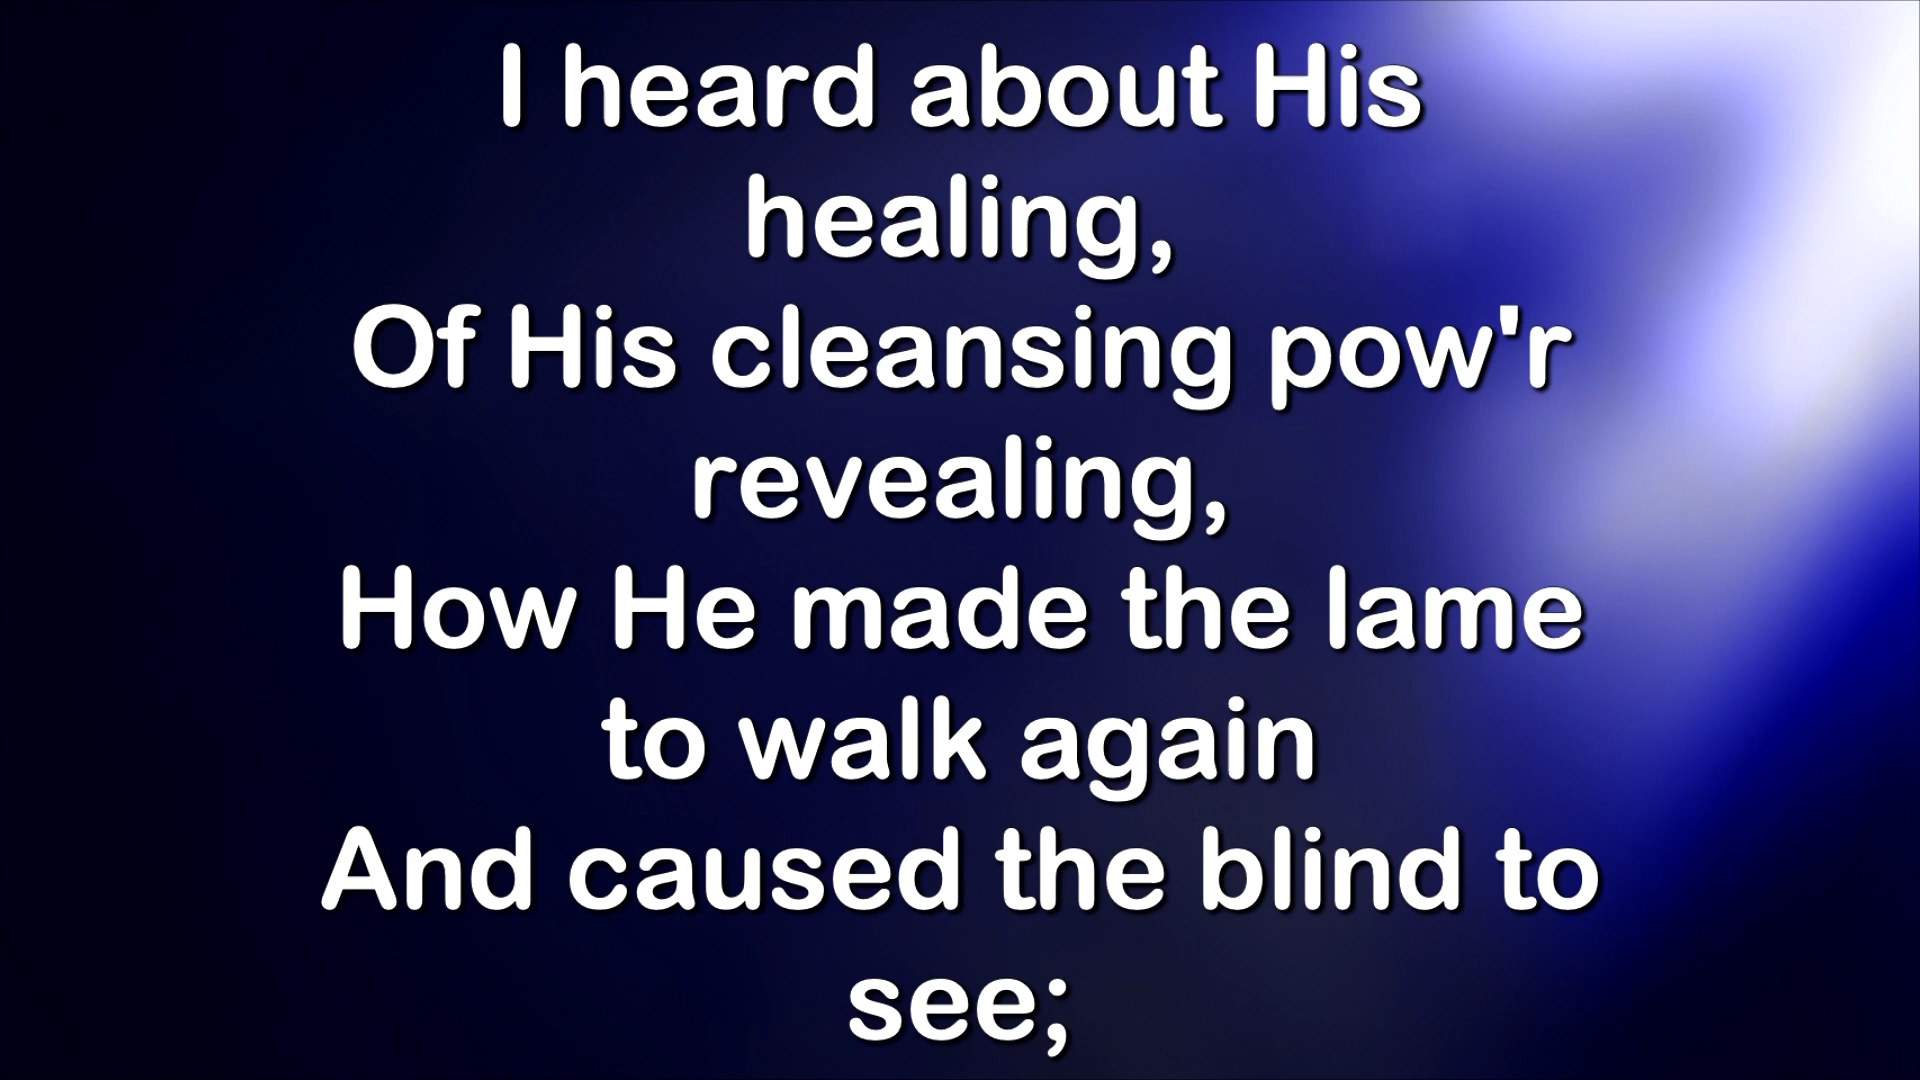 I heard about His
healing,
Of His cleansing pow'r
revealing,
How He made the lame
to walk again
And caused the blind to
see;